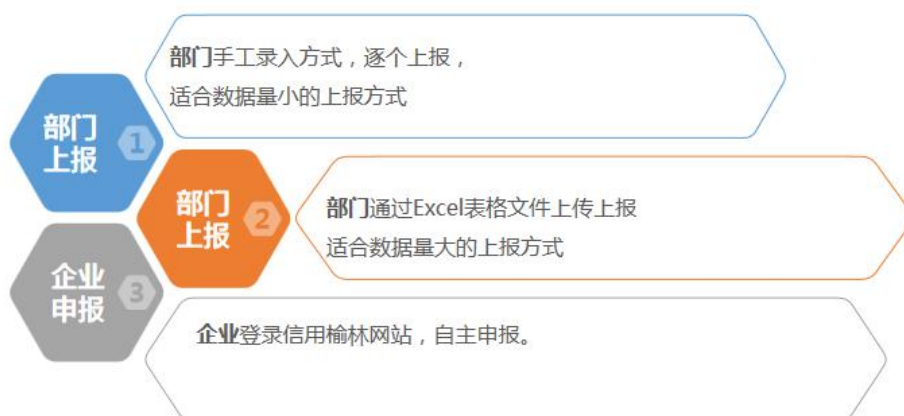 部门
上报
1
部门手工录入方式，逐个上报，
适合数据量小的上报方式
部门
上报
2
部门通过Excel表格文件上传上报
适合数据量大的上报方式
企业
申报
3
企业登录信用榆林网站，自主申报。